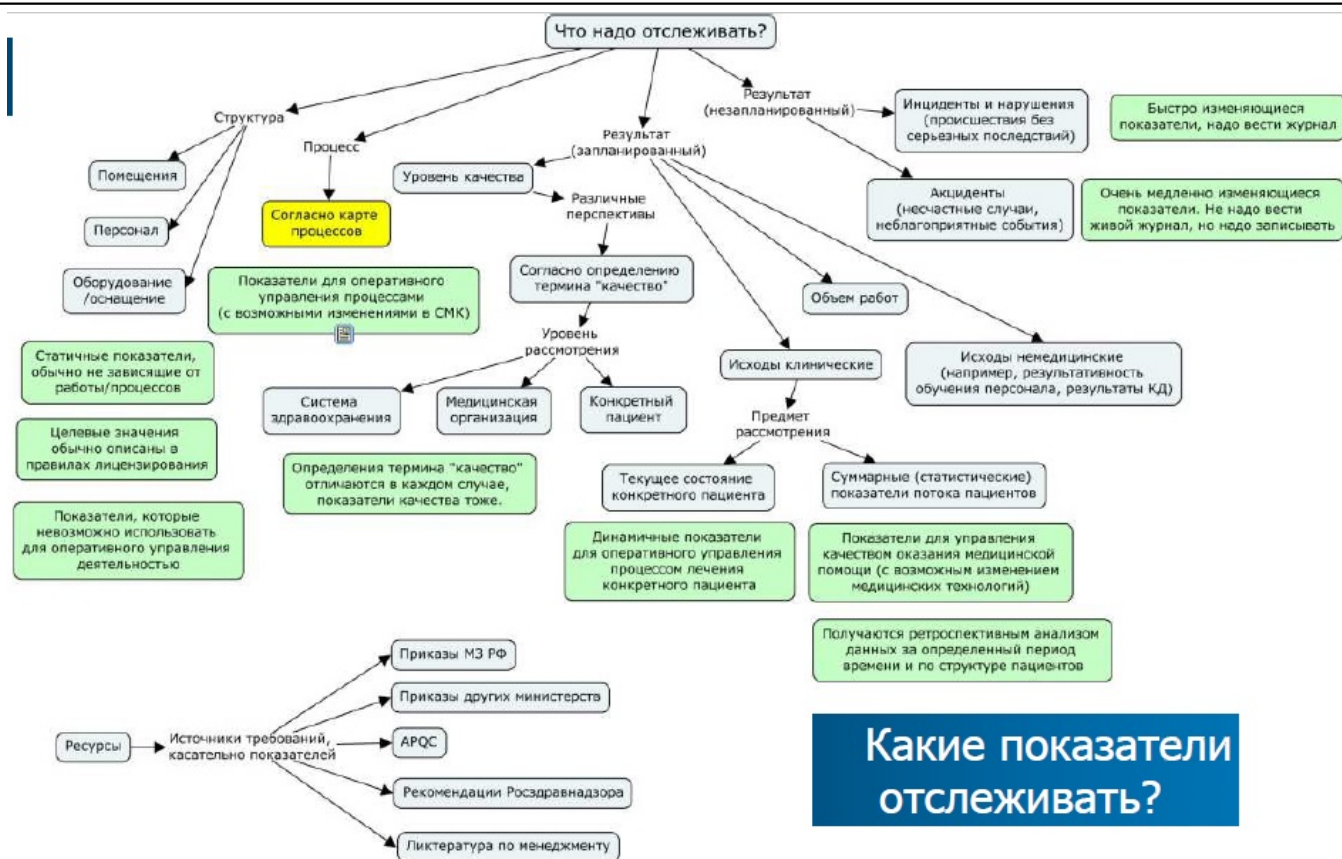 Что надо отслеживать?
Структура
Помещения
Персонал
Оборудование
/оснащение
Статичные показатели,
обычно не зависящие от
работы/процессов
Целевые значения
обычно описаны в
правилах лицензирования
Показатели, которые
невозможно использовать
для оперативного управления
деятельностью
Процесс
Согласно карте
процессов
Показатели для оперативного
управления процессами
(с возможными изменениями в СМК)
Результат
(запланированный)
Уровень качества
Различные
перспективы
Согласно определению
термина "качество"
Уровень
рассмотрения
Система
здравоохранения
Медицинская
организация
Конкретный
пациент
Определения термина "качество"
отличаются в каждом случае,
показатели качества тоже.
Объем работ
Исходы клинические
Предмет
рассмотрения
Текущее состояние
конкретного пациента
Суммарные (статистические)
показатели потока пациентов
Динамичные показатели
для оперативного управления
процессом лечения
конкретного пациента
Показатели для управления
качеством оказания медицинской
помощи (с возможным изменением
медицинских технологий)
Получаются ретроспективным анализом
данных за определенный период
времени и по структуре пациентов
Исходы немедицинские
(например, результативность
обучения персонала, результаты КД)
Результат
(незапланированный)
Инциденты и нарушения
(происшествия без
серьезных последствий)
Быстро изменяющиеся
показатели, надо вести журнал
Акциденты
(несчастные случаи,
неблагоприятные события)
Очень медленно изменяющиеся
показатели. Не надо вести
живой журнал, но надо записывать
Ресурсы
Источники требований,
касательно показателей
Приказы МЗ РФ
Приказы других министерств
APQC
Рекомендации Росздравнадзора
Ликтература по менеджменту
Какие показатели
отслеживать?